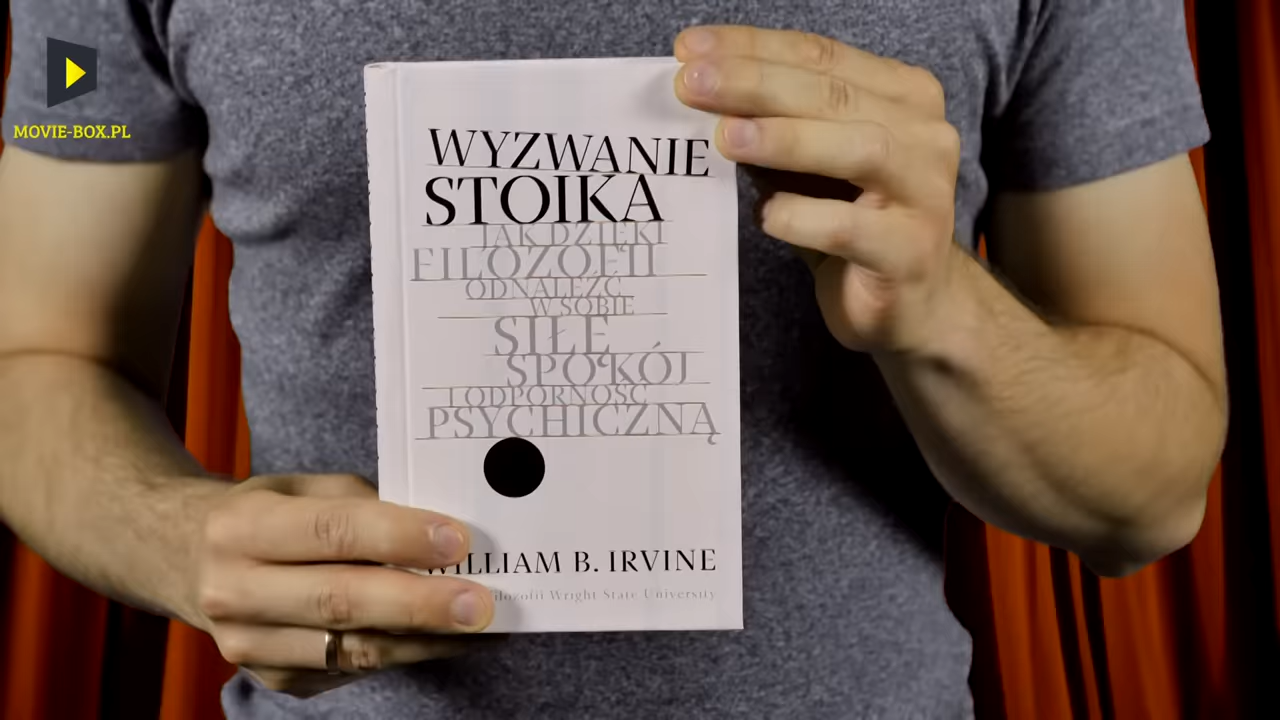 MOVIE-BOX.PL
WYZWANIE
STOIKA
JAK DZIĘKI
FILOZOFII
ODNALEŹĆ
W SOBIE
SIŁĘ
SPOKÓJ
I ODPORNOŚĆ
PSYCHICZNĄ
WILLIAM B. IRVINE
filozofii Wright State University